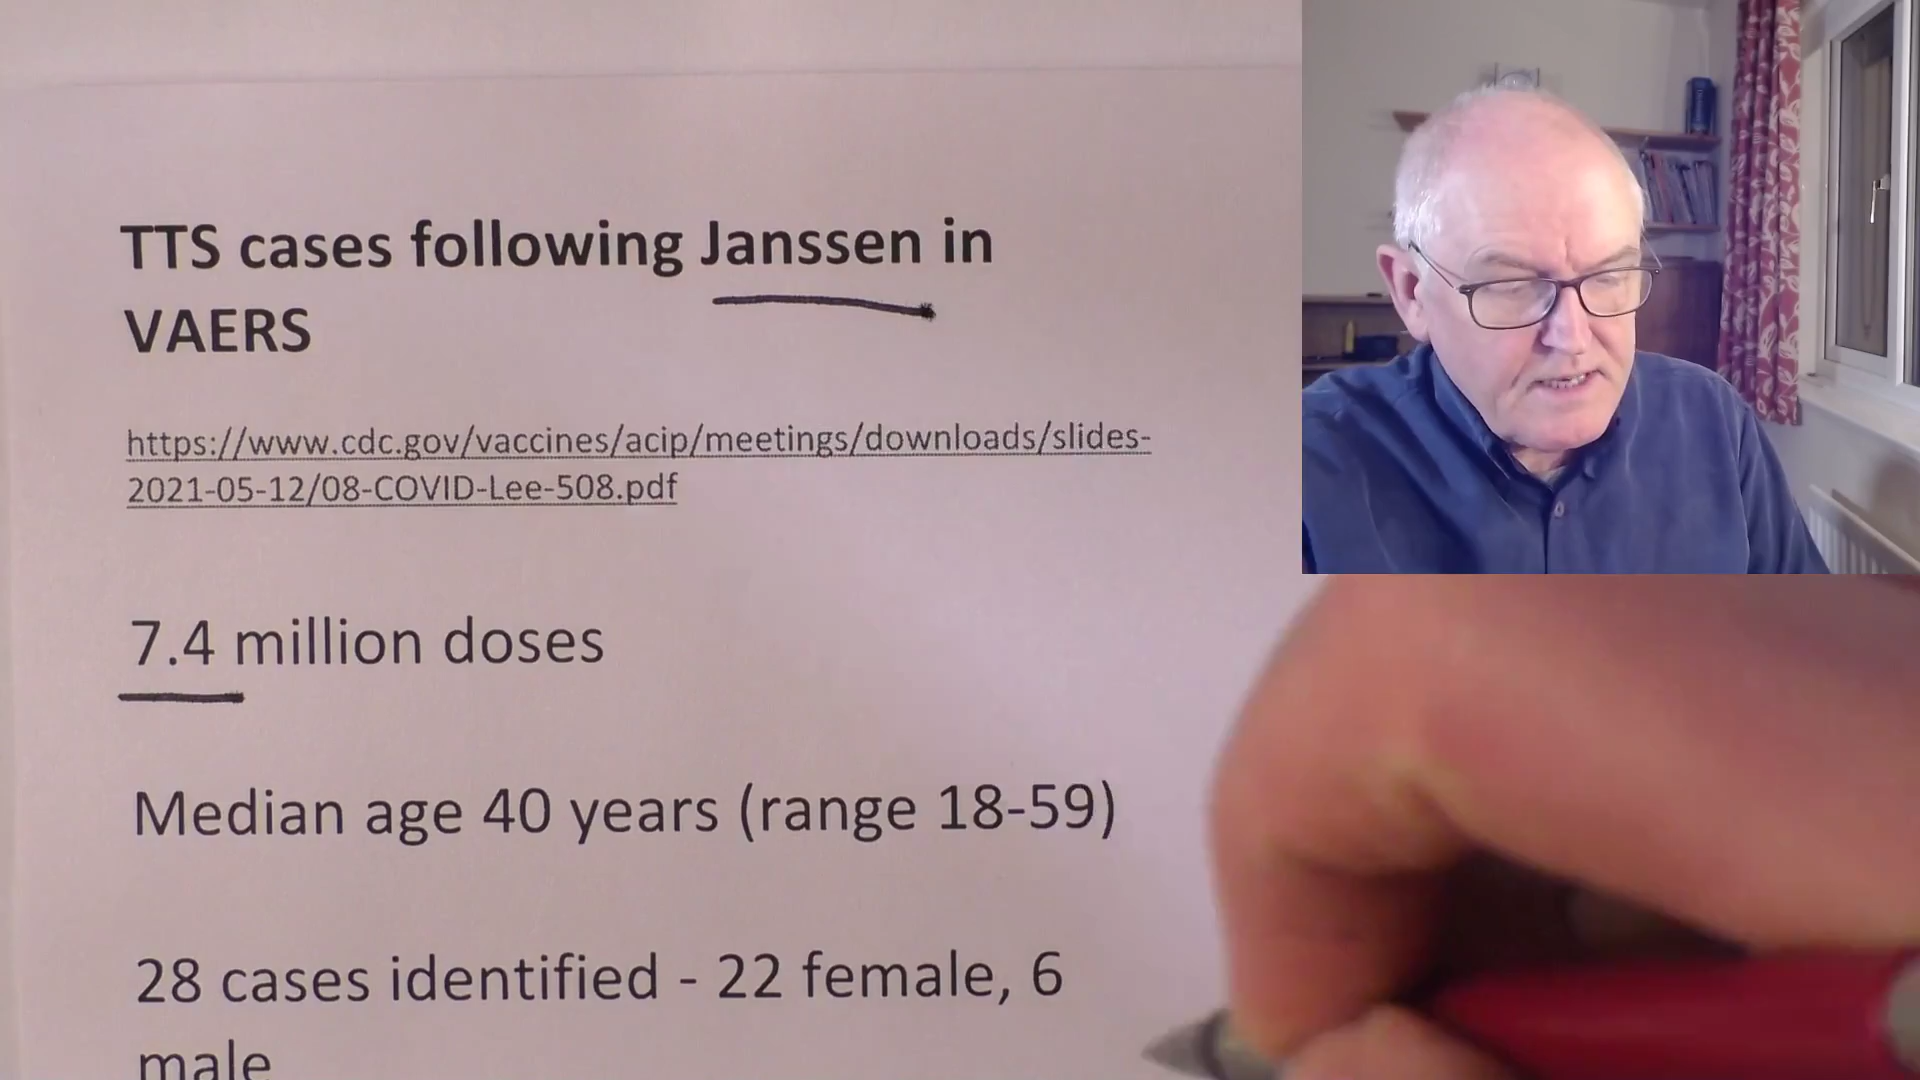 TTS cases following Janssen in
VAERS
https://www.cdc.gov/vaccines/acip/meetings/downloads/slides-
2021-05-12/08-COVID-Lee-508.pdf
7.4 million doses
Median age 40 years (range 18-59)
28 cases identified - 22 female, 6
male